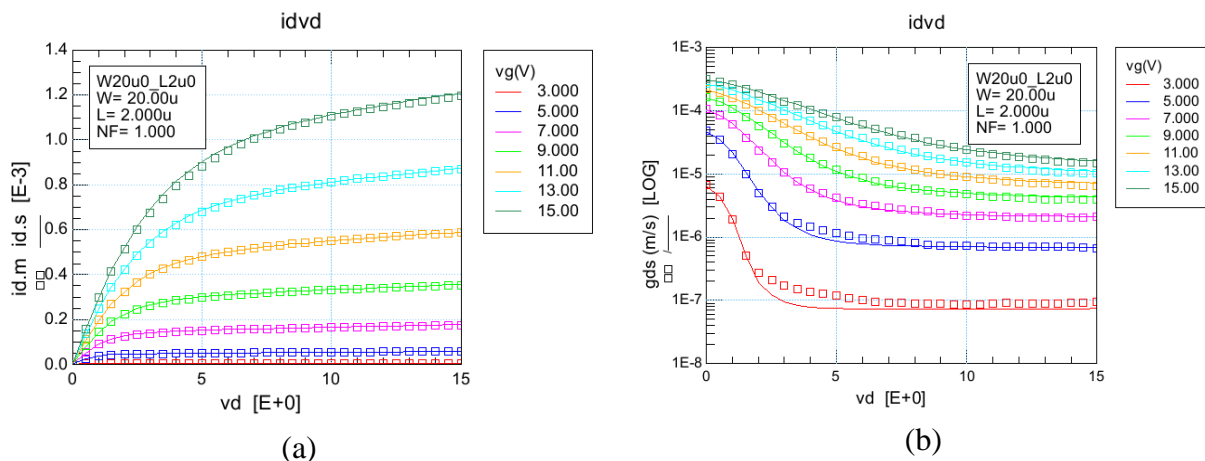 idvd
1.4
1.2
1.0
0.8
0.6
0.4
0.2
0.0
id.m id.s [E-3]
W20u0_L2u0
W= 20.00u
L= 2.000u
NF= 1.000
0 5 10 15
vd [E+0]
vg(V)
3.000
5.000
7.000
9.000
11.00
13.00
15.00
(a)
idvd
1E-3
1E-4
1E-5
1E-6
1E-7
1E-8
gds (m/s) [LOG]
W20u0_L2u0
W= 20.00u
L= 2.000u
NF= 1.000
0 5 10 15
vd [E+0]
vg(V)
3.000
5.000
7.000
9.000
11.00
13.00
15.00
(b)